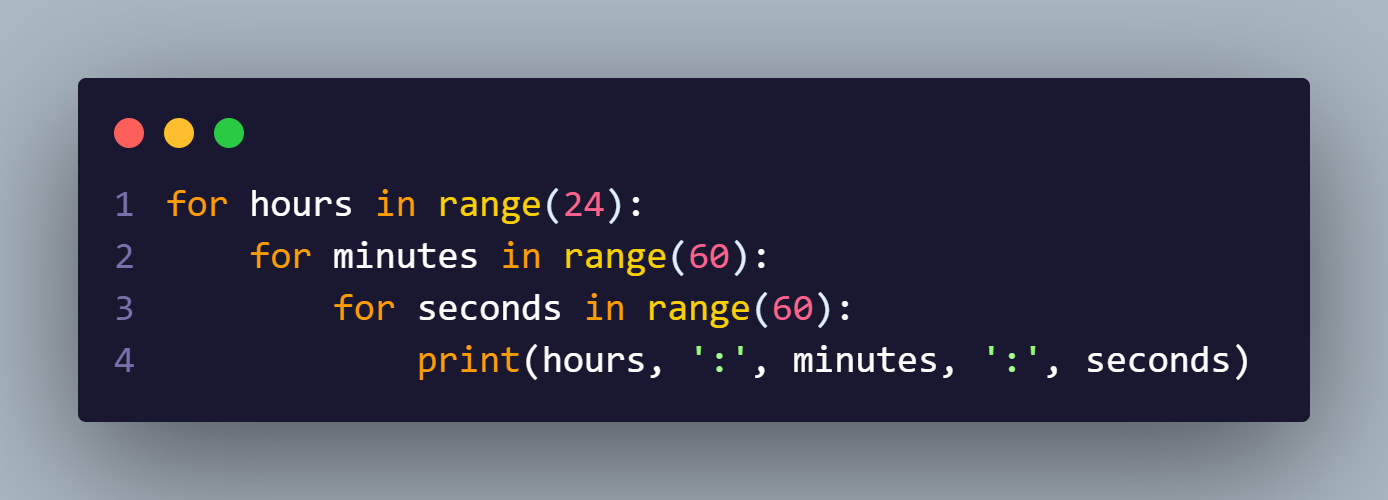 1 for hours in range(24):
2     for minutes in range(60):
3         for seconds in range(60):
4             print(hours, ':', minutes, ':', seconds)